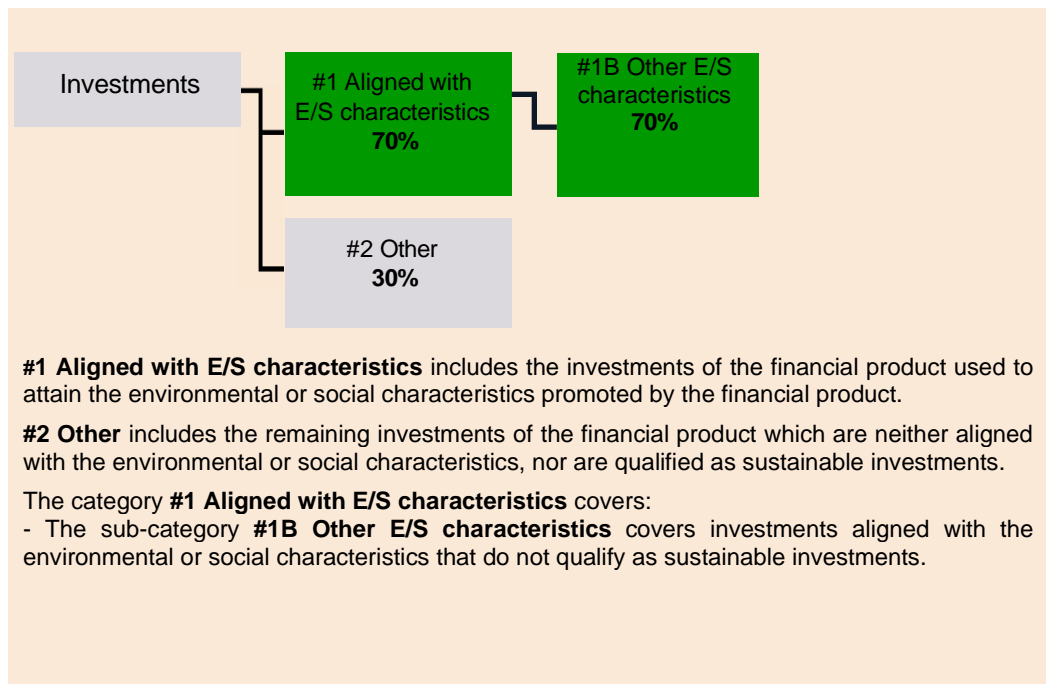 Investments
#1 Aligned with
E/S characteristics
70%
#1B Other E/S
characteristics
70%
#2 Other
30%
#1 Aligned with E/S characteristics includes the investments of the financial product used to
attain the environmental or social characteristics promoted by the financial product.
#2 Other includes the remaining investments of the financial product which are neither aligned
with the environmental or social characteristics, nor are qualified as sustainable investments.
The category #1 Aligned with E/S characteristics covers:
- The sub-category #1B Other E/S characteristics covers investments aligned with the
environmental or social characteristics that do not qualify as sustainable investments.